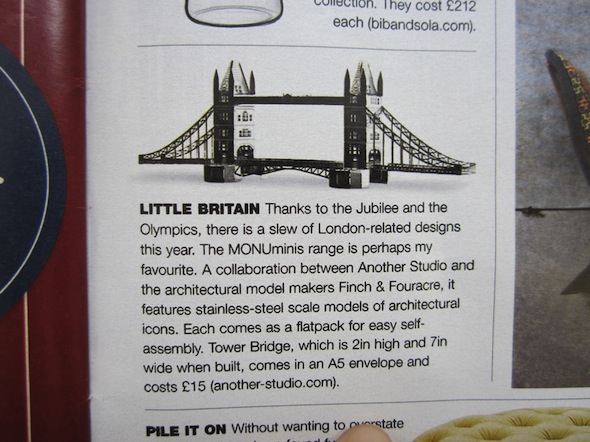 collection. They cost £212
each (bibandsola.com).
LITTLE BRITAIN Thanks to the Jubilee and the
Olympics, there is a slew of London-related designs
this year. The MONUminis range is perhaps my
favourite. A collaboration between Another Studio and
the architectural model makers Finch & Fouracre, it
features stainless-steel scale models of architectural
icons. Each comes as a flatpack for easy self-
assembly. Tower Bridge, which is 2in high and 7in
wide when built, comes in an A5 envelope and
costs £15 (another-studio.com).
PILE IT ON Without wanting to overstate